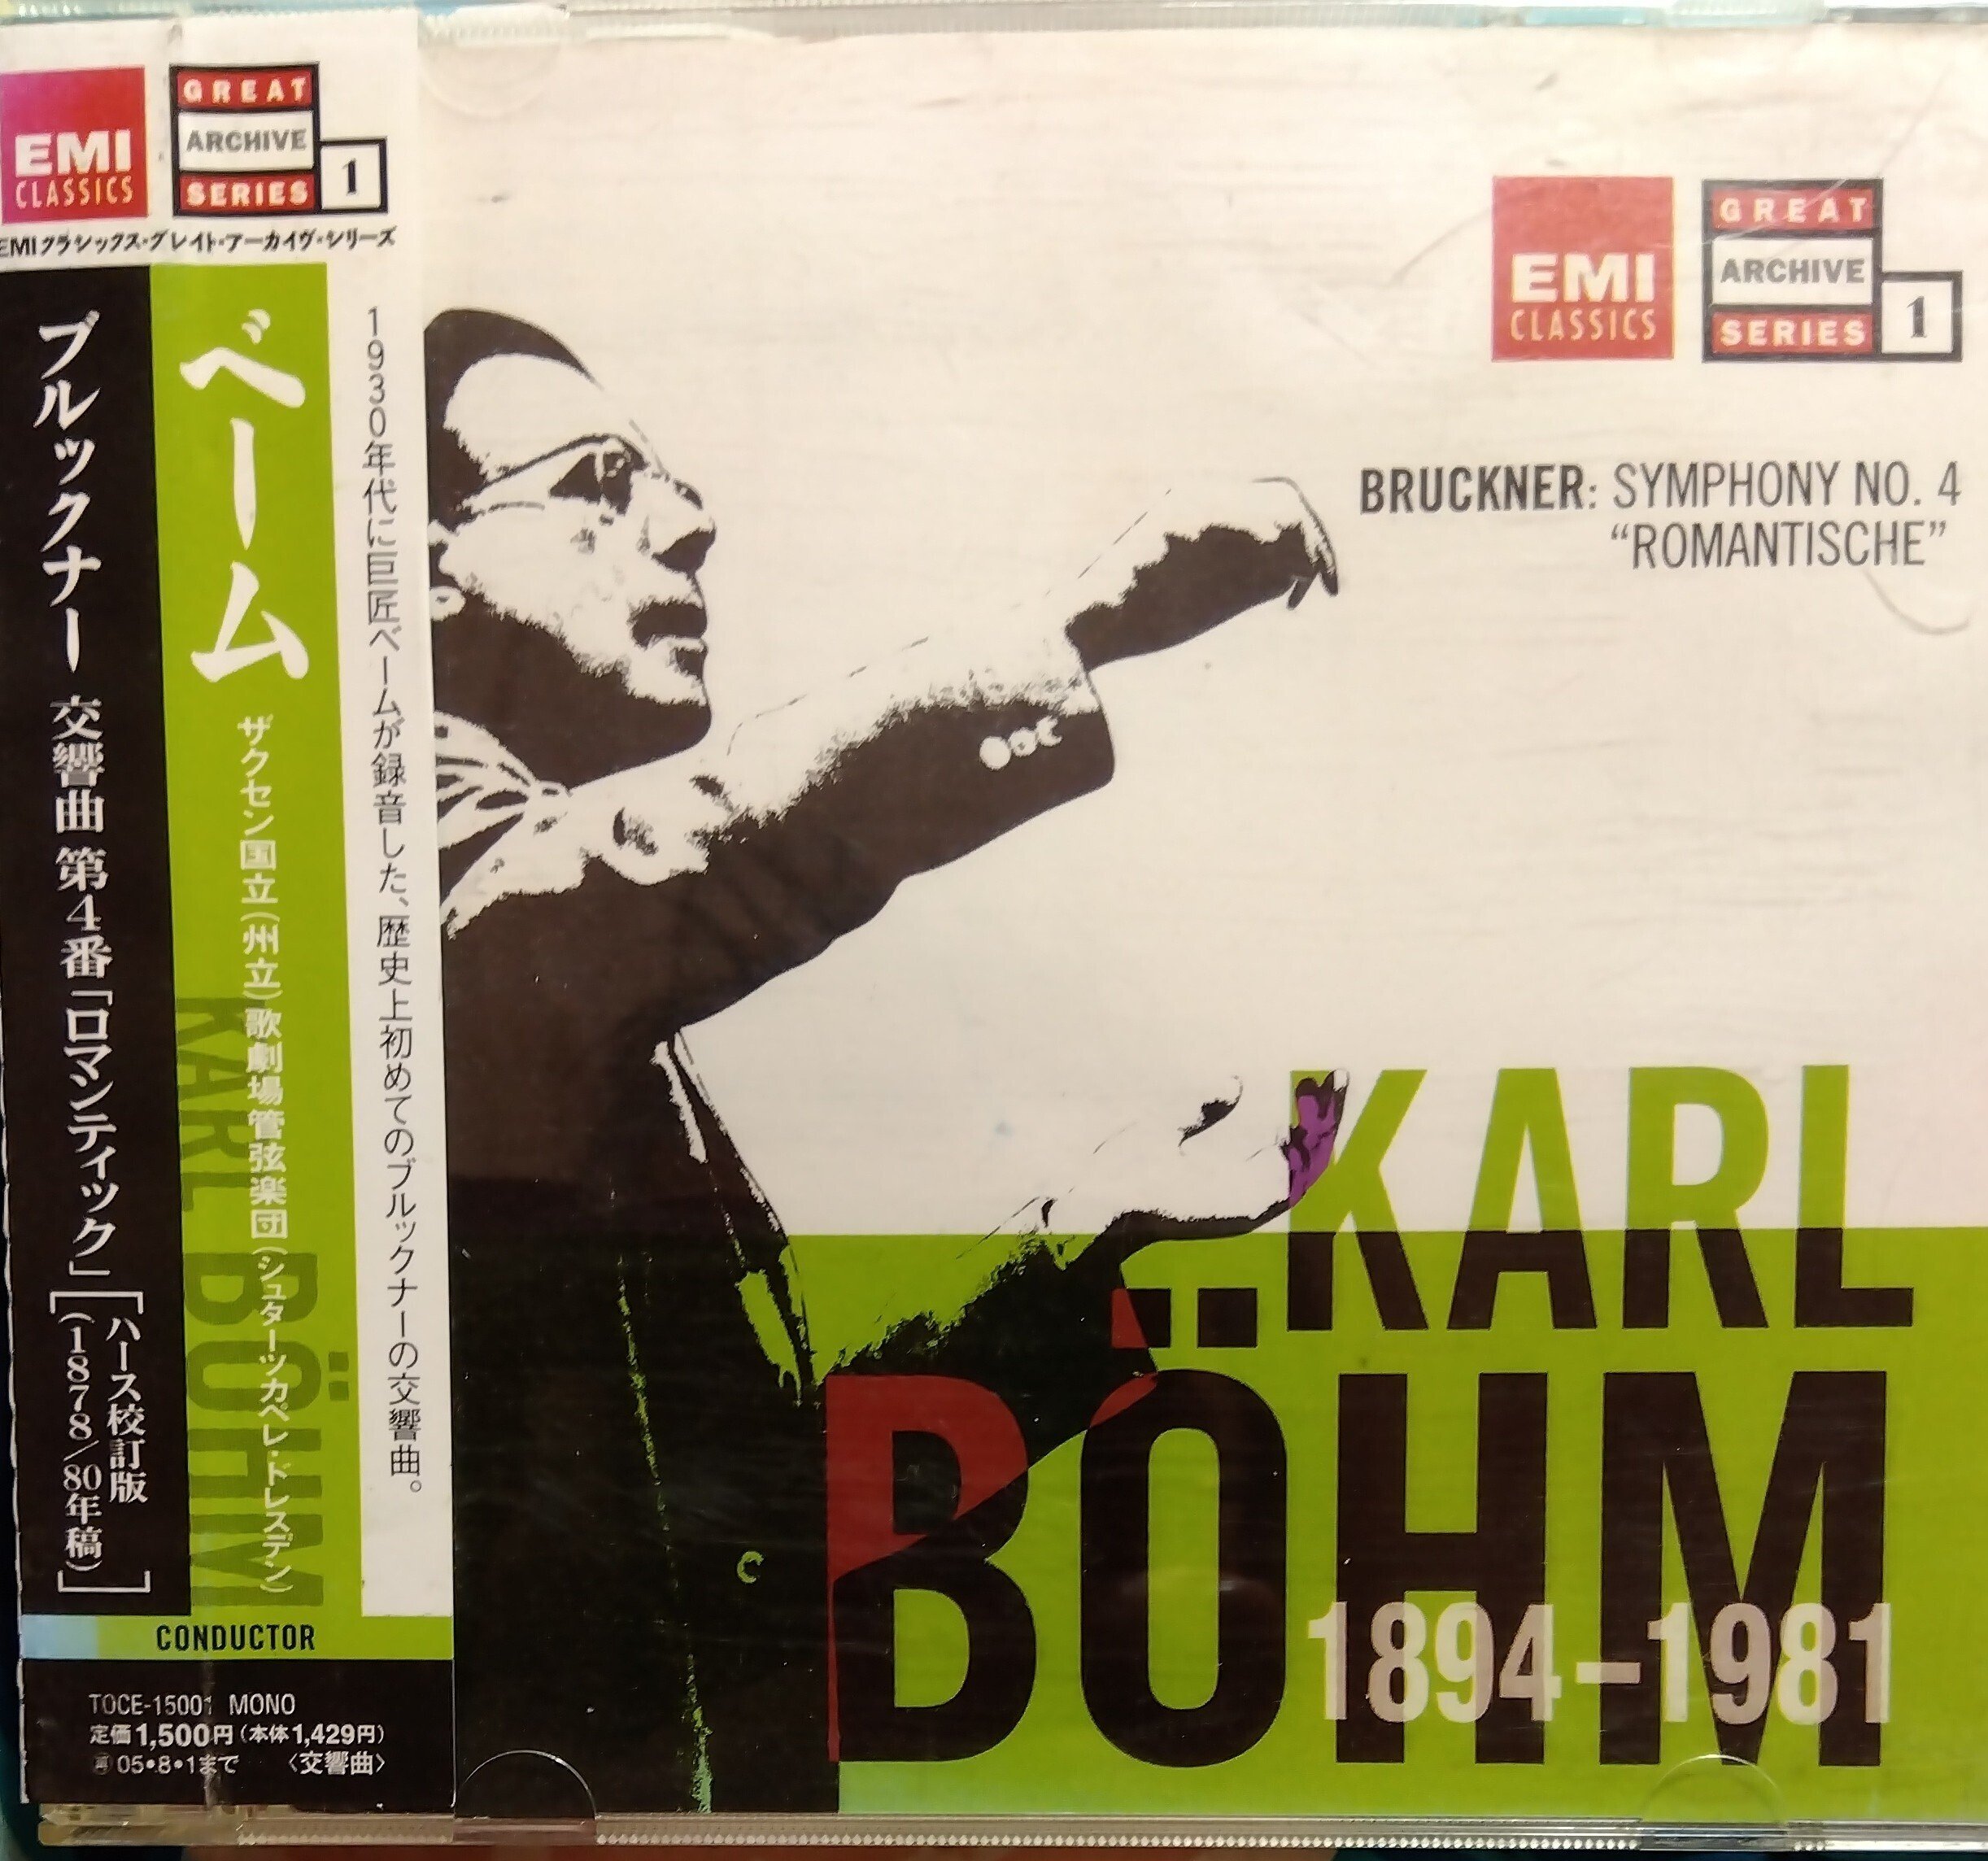 EMI
CLASSICS
GREAT
ARCHIVE
SERIES
1
EMIクラシックス・グレイト・アーカイヴ・シリーズ
1930年代に巨匠ベームが録音した、歴史上初めてのブルックナーの交響曲。
ベーム
ザクセン国立(州立)歌劇場管弦楽団(シュターツカペレ・ドレスデン)
KARL BÖHM
ブルックナー 交響曲 第4番「ロマンティック」
[ハース校訂版
(1878/80年稿)]
CONDUCTOR
TOCE-15001 MONO
定価1,500円(本体1,429円)
再 05•8•1まで 〈交響曲〉
EMI
CLASSICS
GREAT
ARCHIVE
SERIES
1
BRUCKNER: SYMPHONY NO. 4
“ROMANTISCHE”
KARL
BÖHM
1894–1981